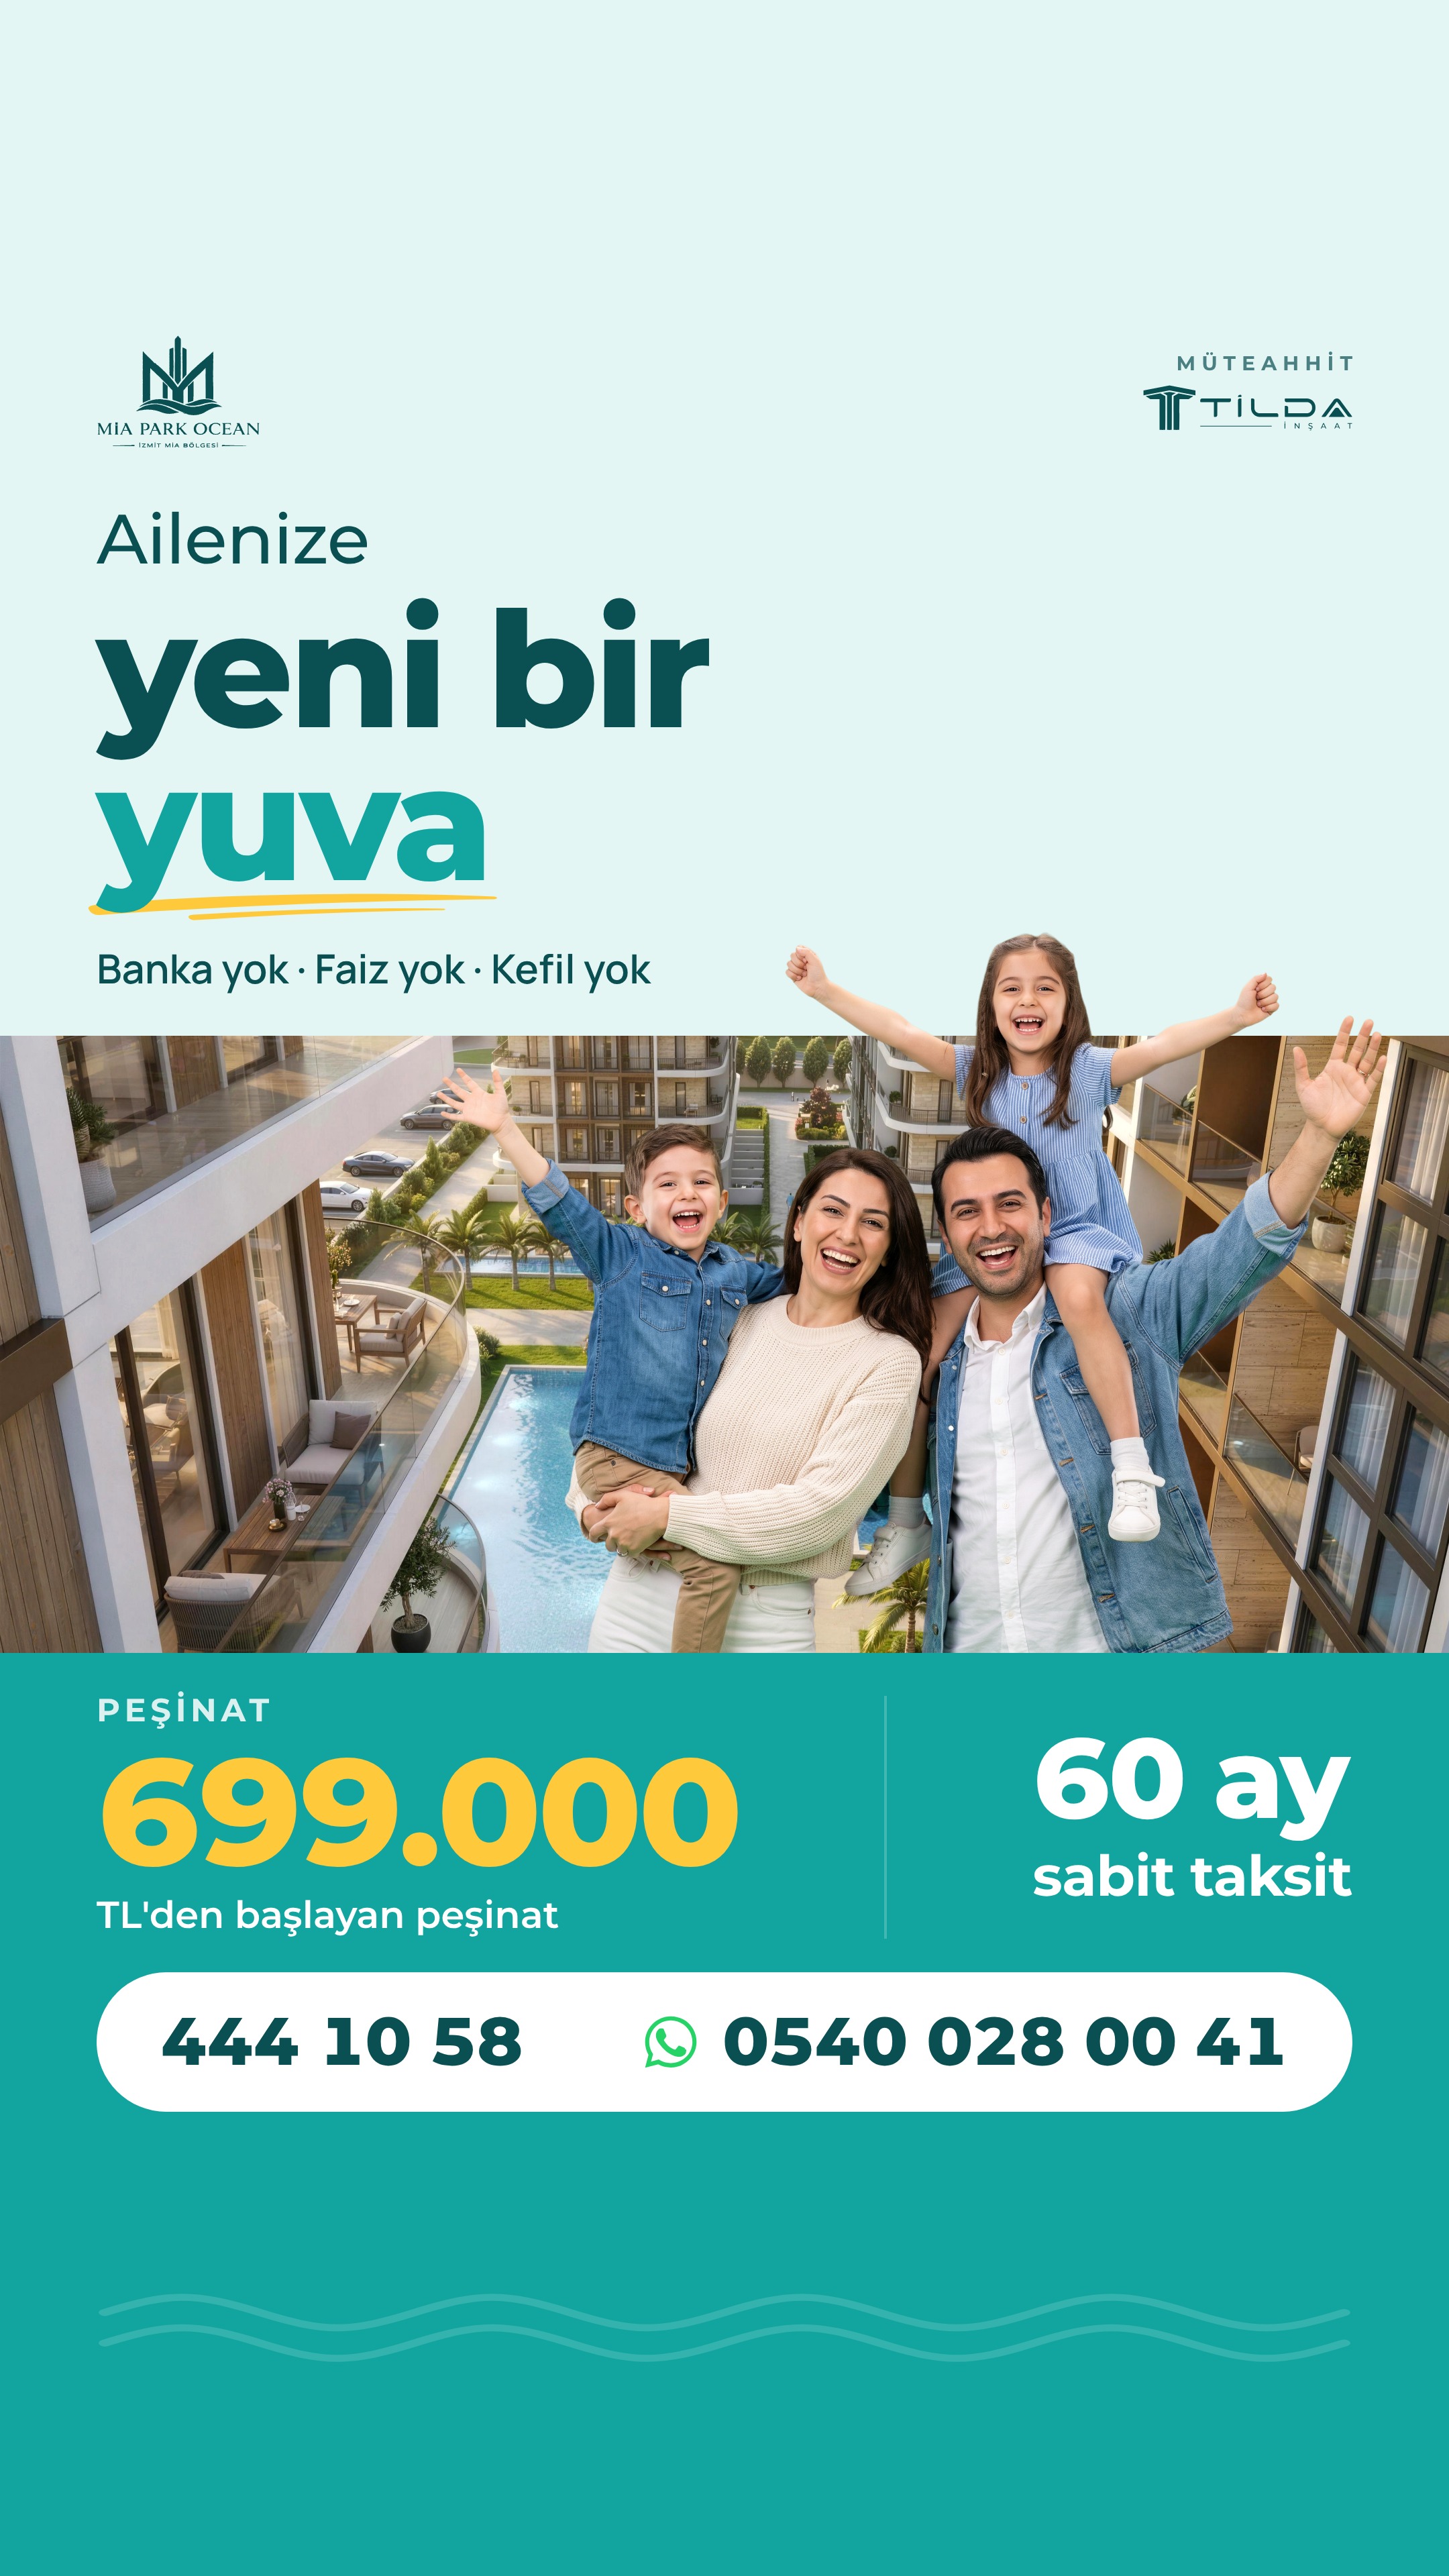 MİA PARK OCEAN
İZMİT MİA BÖLGESİ
MÜTEAHHİT
TİLDA
İNŞAAT
Ailenize
yeni bir
yuva
Banka yok · Faiz yok · Kefil yok
PEŞİNAT
699.000
TL'den başlayan peşinat
60 ay
sabit taksit
444 10 58
0540 028 00 41